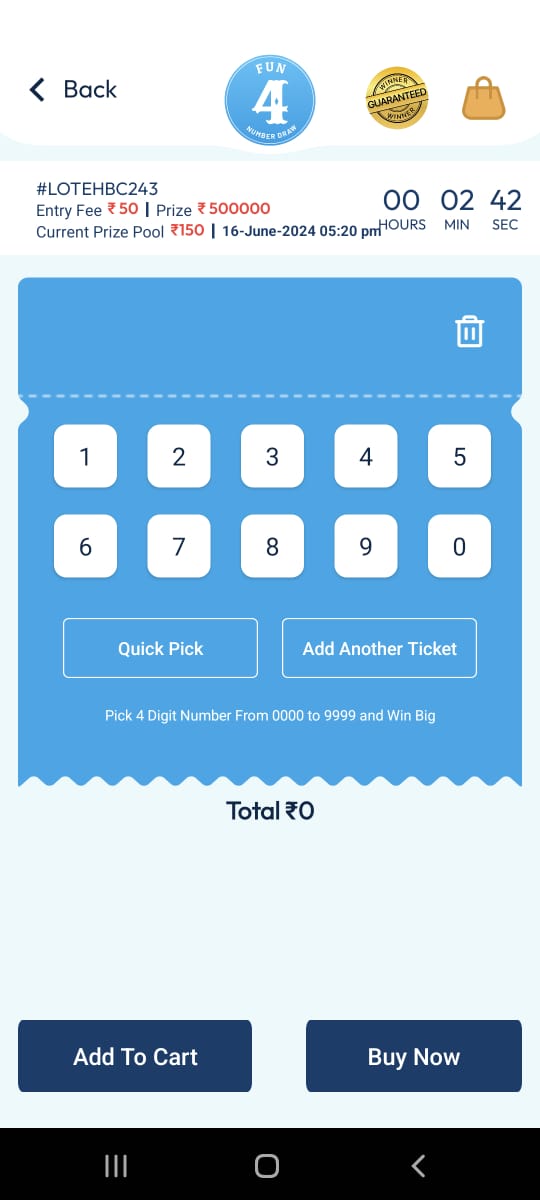 Back
FUN
4
NUMBER DRAW
WINNER
GUARANTEED
WINNER
#LOTEHBC243
Entry Fee ₹50 | Prize ₹500000
Current Prize Pool ₹150 | 16-June-2024 05:20 pm
00 02 42
HOURS MIN SEC
1 2 3 4 5
6 7 8 9 0
Quick Pick Add Another Ticket
Pick 4 Digit Number From 0000 to 9999 and Win Big
Total ₹0
Add To Cart Buy Now